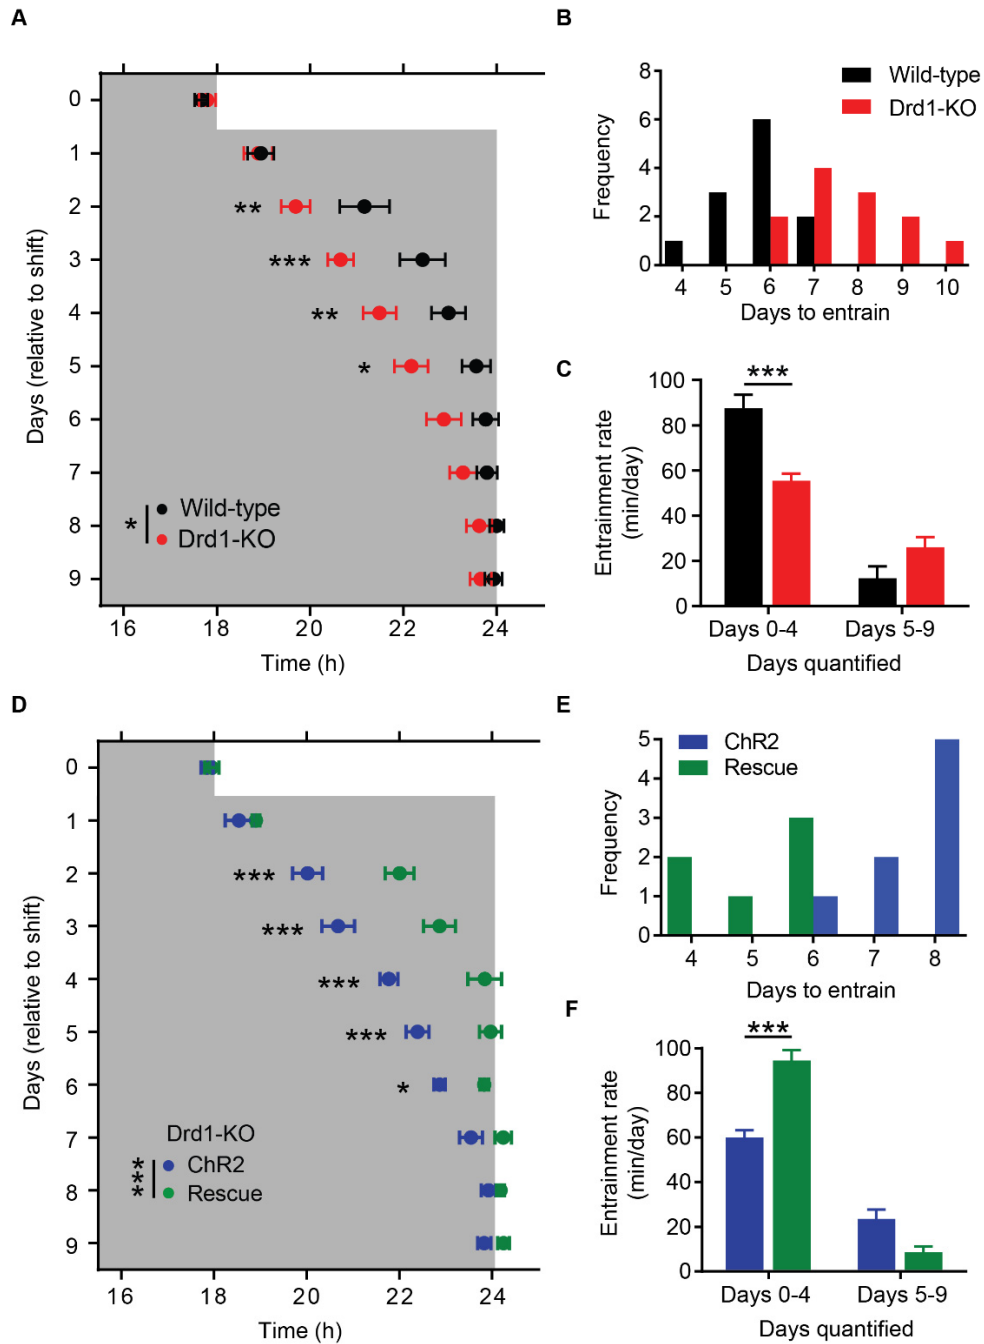 A
0
1
2
**
3
***
4
**
5
*
6
7
8
9
Days (relative to shift)
* Wild-type
Drd1-KO
16 18 20 22 24
Time (h)
B
Wild-type
Drd1-KO
8
6
4
2
0
Frequency
4 5 6 7 8 9 10
Days to entrain
C
***
100
80
60
40
20
0
Entrainment rate
(min/day)
Days 0-4 Days 5-9
Days quantified
D
0
1
2
***
3
***
4
***
5
***
6
*
7
8
9
Days (relative to shift)
Drd1-KO
*** ChR2
Rescue
16 18 20 22 24
Time (h)
E
ChR2
Rescue
5
4
3
2
1
0
Frequency
4 5 6 7 8
Days to entrain
F
***
100
80
60
40
20
0
Entrainment rate
(min/day)
Days 0-4 Days 5-9
Days quantified